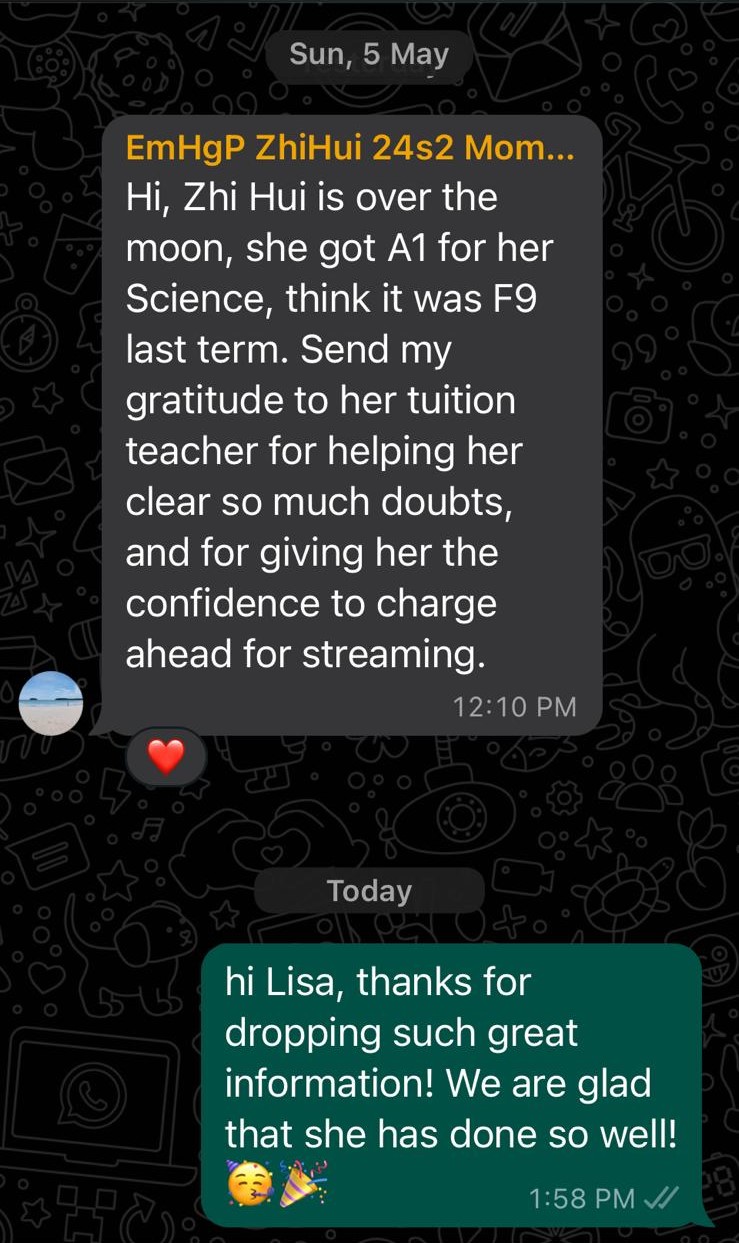 Sun, 5 May
EmHgP ZhiHui 24s2 Mom...
Hi, Zhi Hui is over the
moon, she got A1 for her
Science, think it was F9
last term. Send my
gratitude to her tuition
teacher for helping her
clear so much doubts,
and for giving her the
confidence to charge
ahead for streaming.
12:10 PM
❤️
Today
hi Lisa, thanks for
dropping such great
information! We are glad
that she has done so well!
🥳🎉
1:58 PM